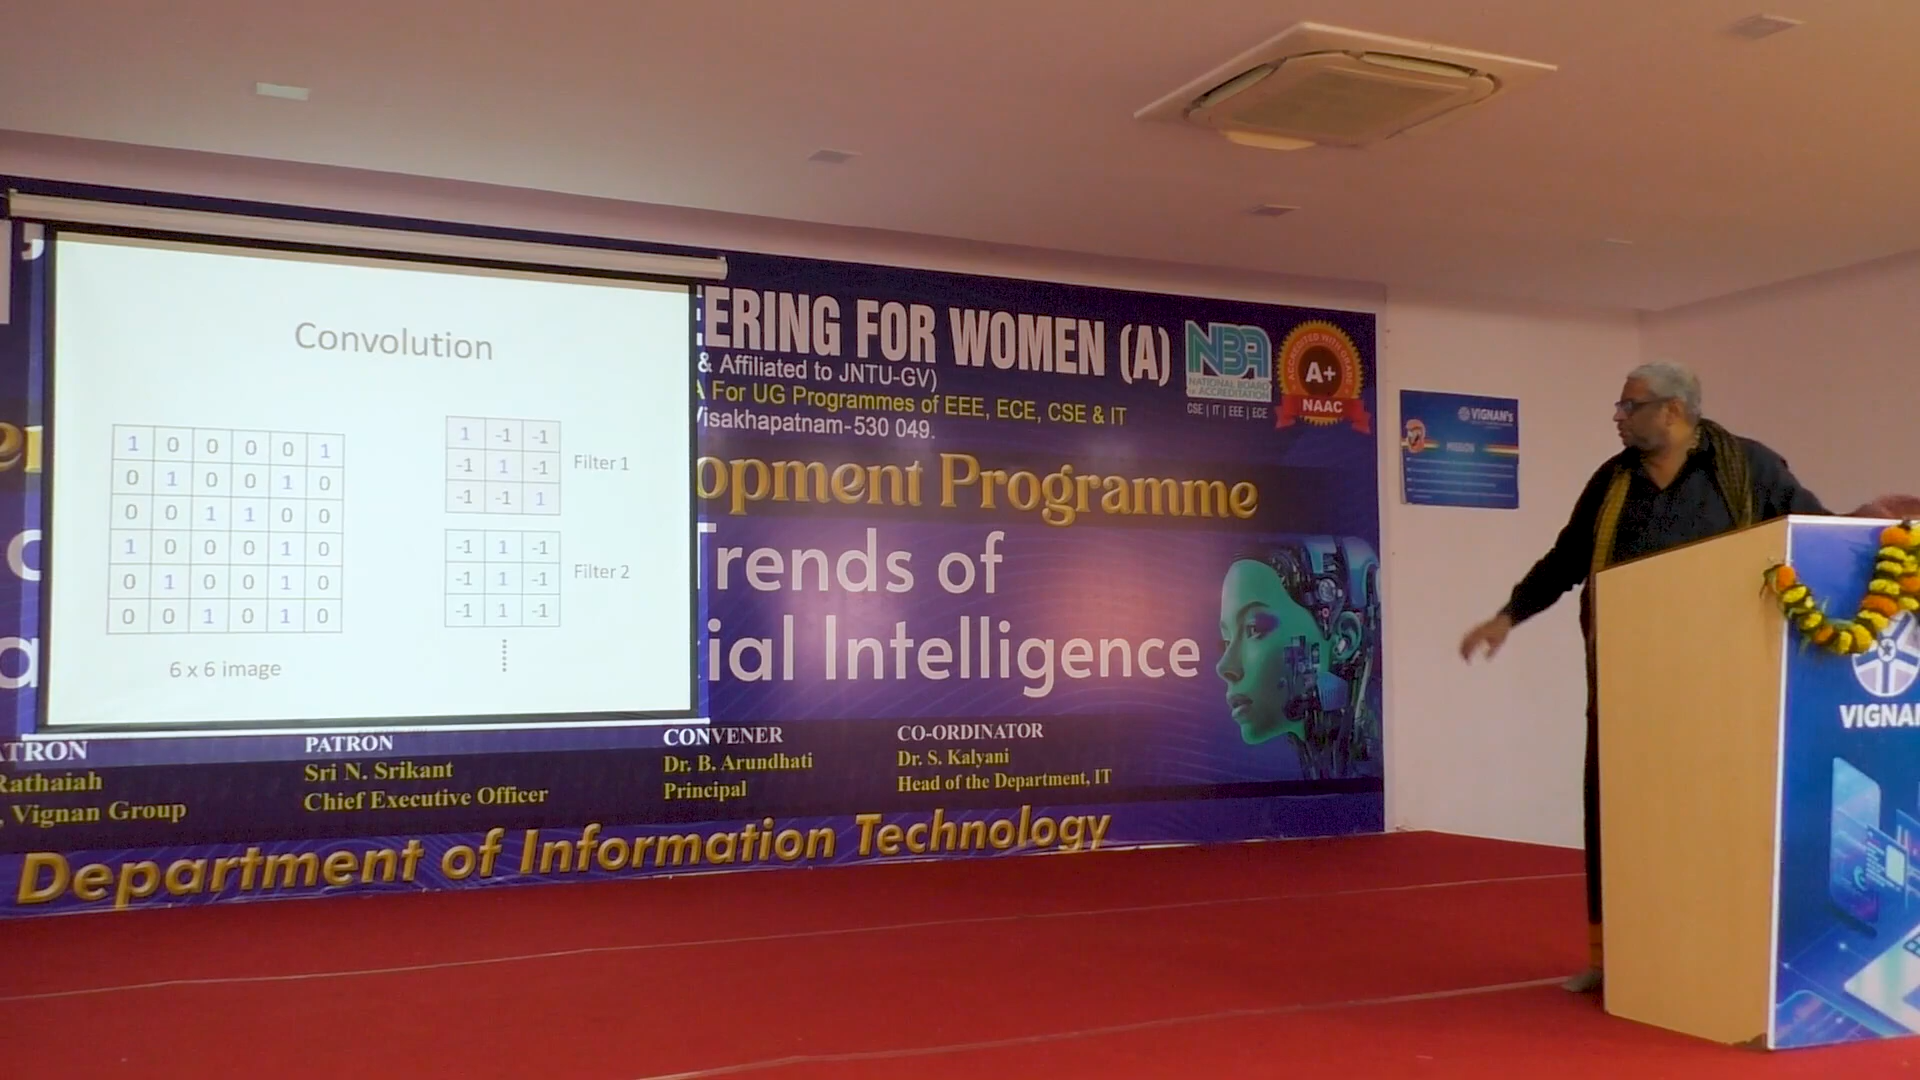 Convolution
1 0 0 0 0 1
0 1 0 0 1 0
0 0 1 1 0 0
1 0 0 0 1 0
0 1 0 0 1 0
0 0 1 0 1 0
6 x 6 image
1 -1 -1
-1 1 -1
-1 -1 1
Filter 1
-1 1 -1
-1 1 -1
-1 1 -1
Filter 2
ERING FOR WOMEN (A)
& Affiliated to JNTU-GV)
A For UG Programmes of EEE, ECE, CSE & IT
Visakhapatnam-530 049.
NBA
NATIONAL BOARD
of ACCREDITATION
CSE | IT | EEE | ECE
ACCREDITED WITH GRADE
A+
NAAC
opment Programme
Trends of
ial Intelligence
TRON
Rathaiah
, Vignan Group
PATRON
Sri N. Srikant
Chief Executive Officer
CONVENER
Dr. B. Arundhati
Principal
CO-ORDINATOR
Dr. S. Kalyani
Head of the Department, IT
Department of Information Technology
VIGNAN's
MISSION
VIGNAN